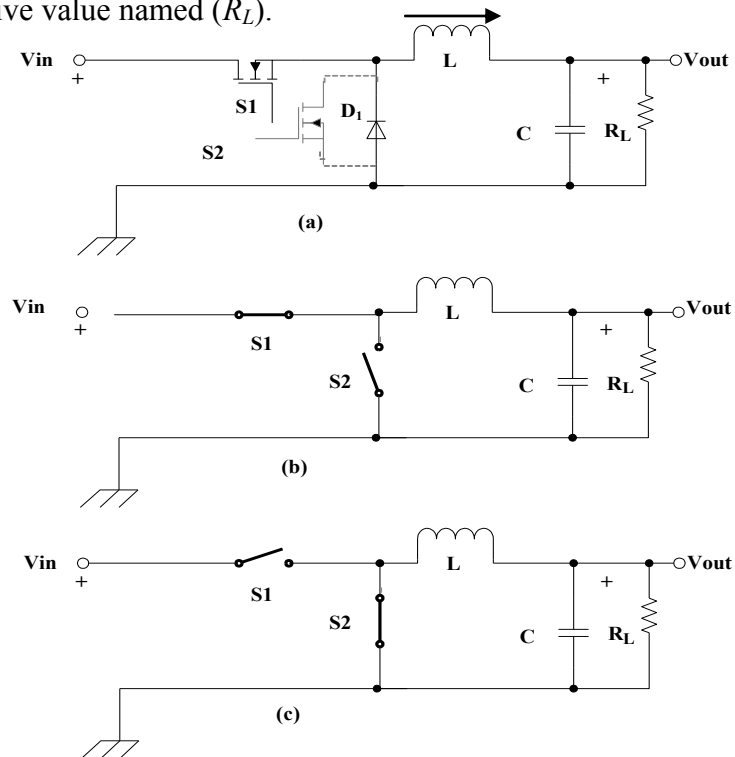 ive value named (R_L).
Vin + S1 S2 D1 L C + RL Vout
(a)
Vin + S1 S2 L C + RL Vout
(b)
Vin + S1 S2 L C + RL Vout
(c)